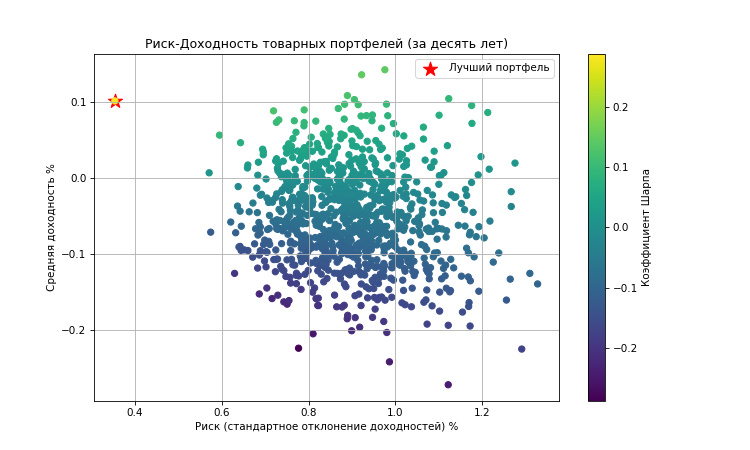 Риск-Доходность товарных портфелей (за десять лет)
Лучший портфель
Средняя доходность %
0.1
0.0
−0.1
−0.2
0.4
0.6
0.8
1.0
1.2
Риск (стандартное отклонение доходностей) %
0.2
0.1
0.0
−0.1
−0.2
Коэффициент Шарпа